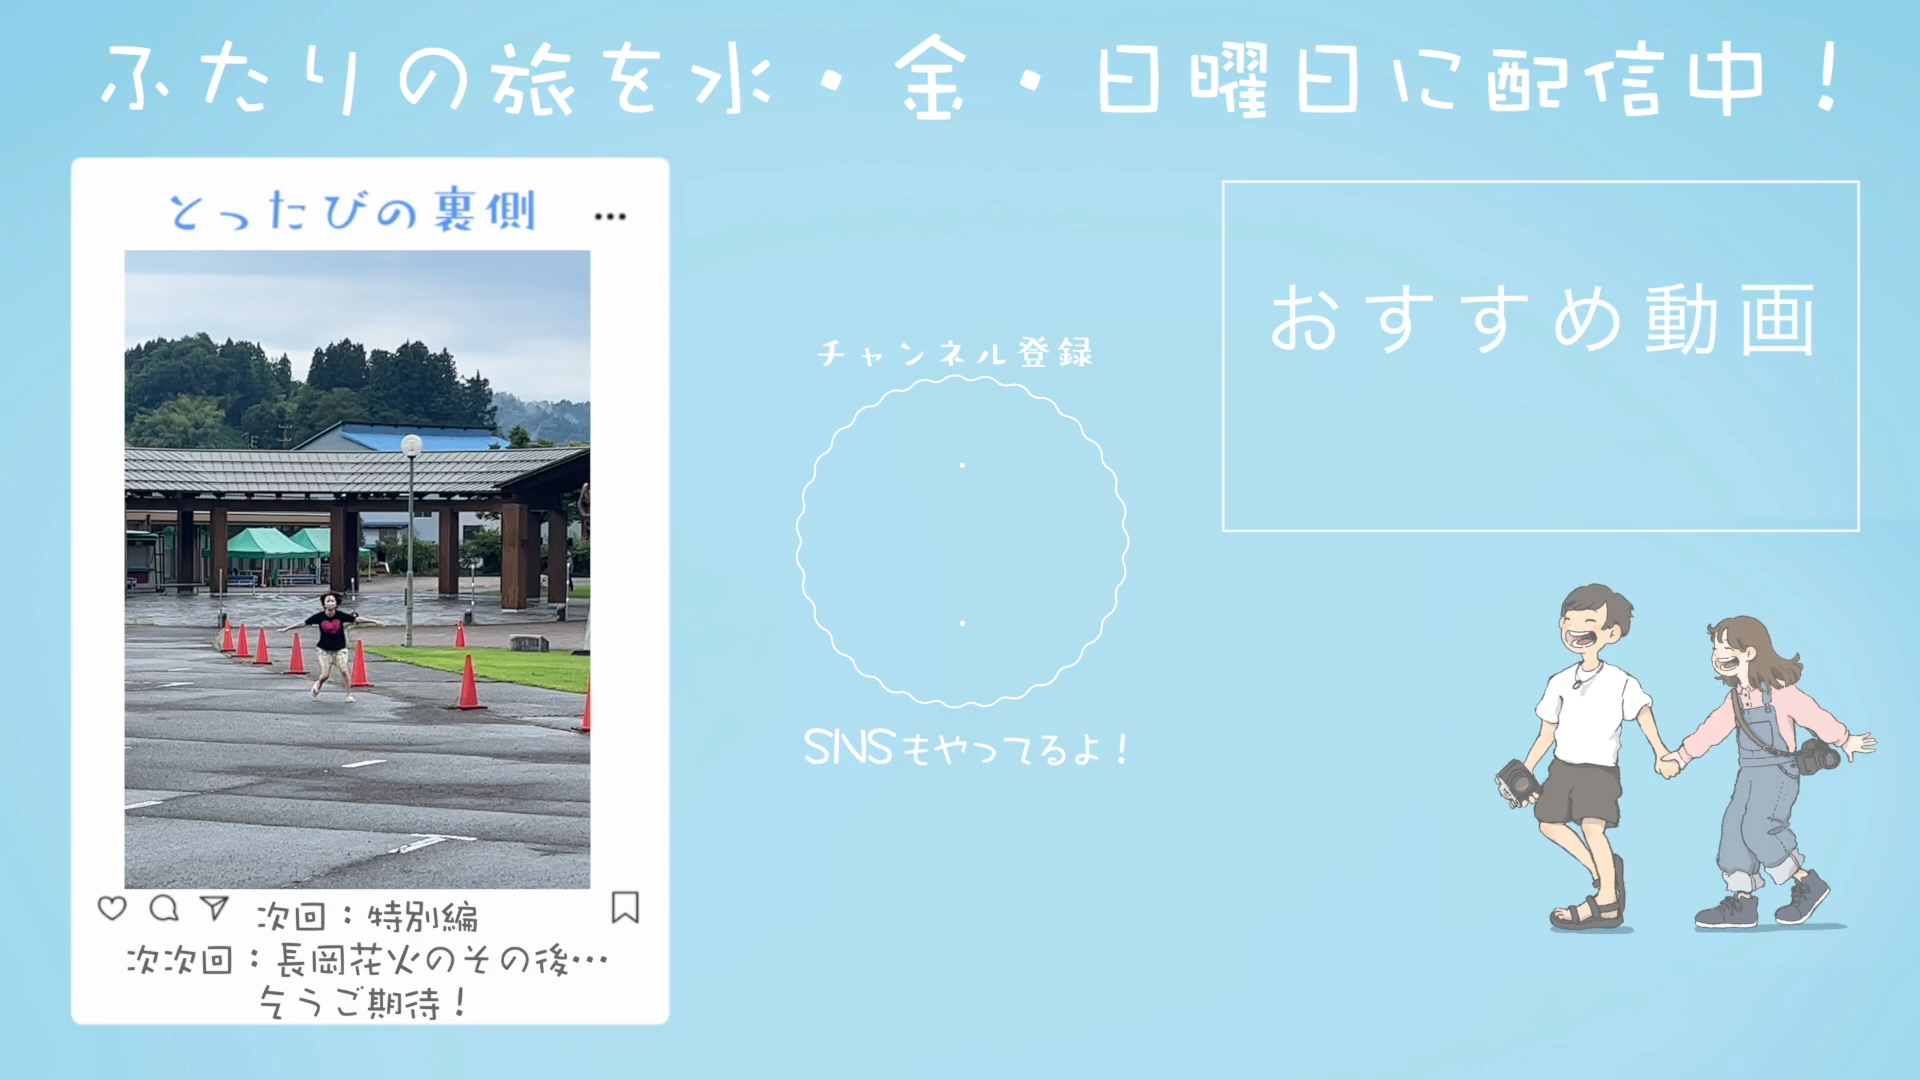 ふたりの旅を水・金・日曜日に配信中！
とったびの裏側
次回：特別編
次次回：長岡花火のその後…
乞うご期待！
チャンネル登録
SNSもやってるよ！
おすすめ動画